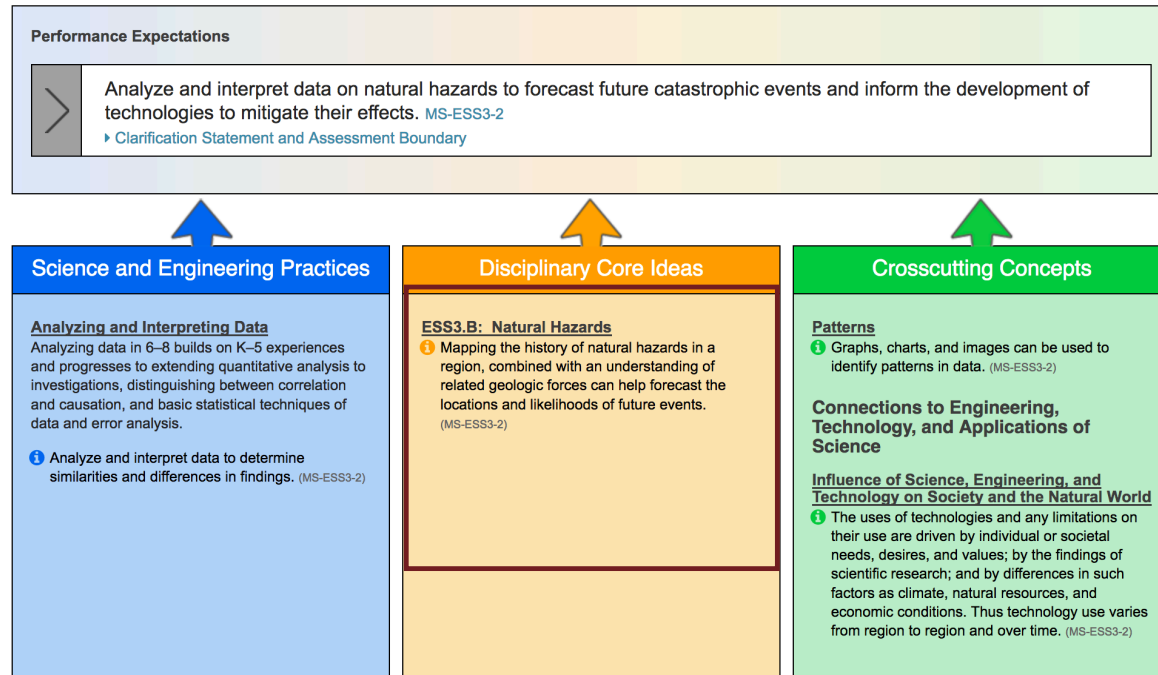 Performance Expectations
Analyze and interpret data on natural hazards to forecast future catastrophic events and inform the development of
technologies to mitigate their effects. MS-ESS3-2
Clarification Statement and Assessment Boundary
Science and Engineering Practices
Analyzing and Interpreting Data
Analyzing data in 6–8 builds on K–5 experiences
and progresses to extending quantitative analysis to
investigations, distinguishing between correlation
and causation, and basic statistical techniques of
data and error analysis.
Analyze and interpret data to determine
similarities and differences in findings. (MS-ESS3-2)
Disciplinary Core Ideas
ESS3.B: Natural Hazards
Mapping the history of natural hazards in a
region, combined with an understanding of
related geologic forces can help forecast the
locations and likelihoods of future events.
(MS-ESS3-2)
Crosscutting Concepts
Patterns
Graphs, charts, and images can be used to
identify patterns in data. (MS-ESS3-2)
Connections to Engineering,
Technology, and Applications of
Science
Influence of Science, Engineering, and
Technology on Society and the Natural World
The uses of technologies and any limitations on
their use are driven by individual or societal
needs, desires, and values; by the findings of
scientific research; and by differences in such
factors as climate, natural resources, and
economic conditions. Thus technology use varies
from region to region and over time. (MS-ESS3-2)